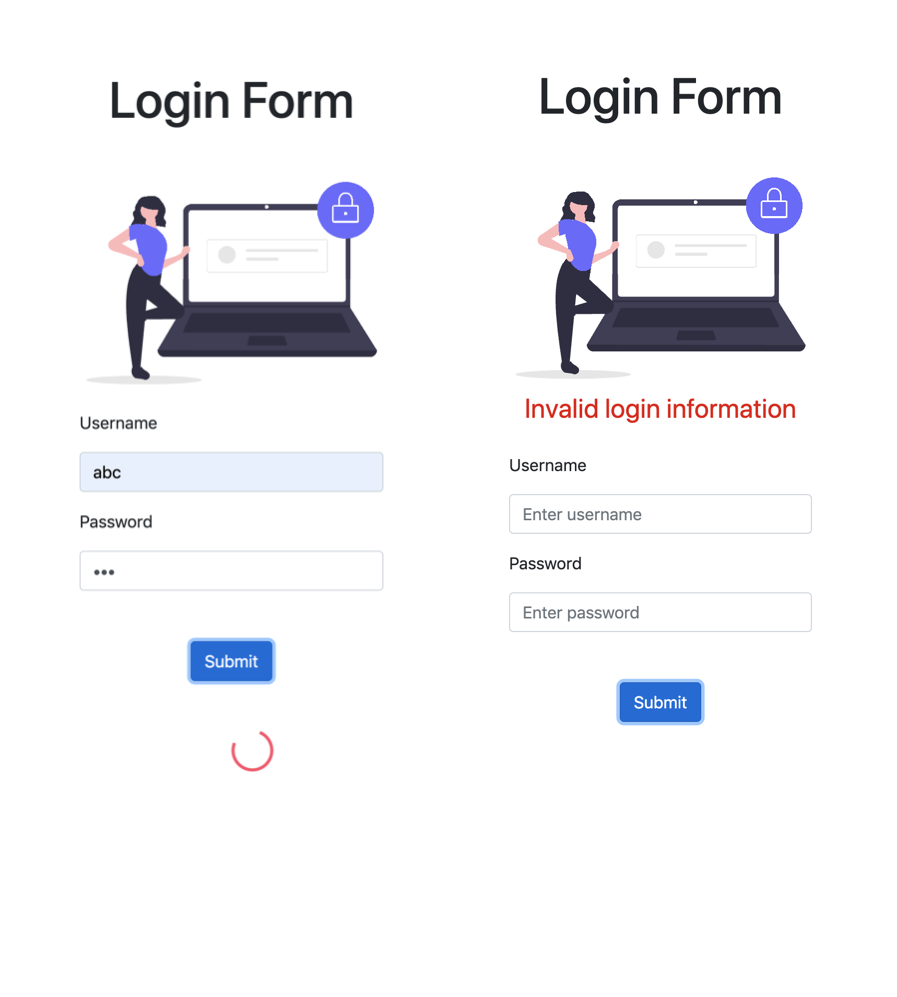 Login Form
Username
abc
Password
•••
Submit
Login Form
Invalid login information
Username
Enter username
Password
Enter password
Submit